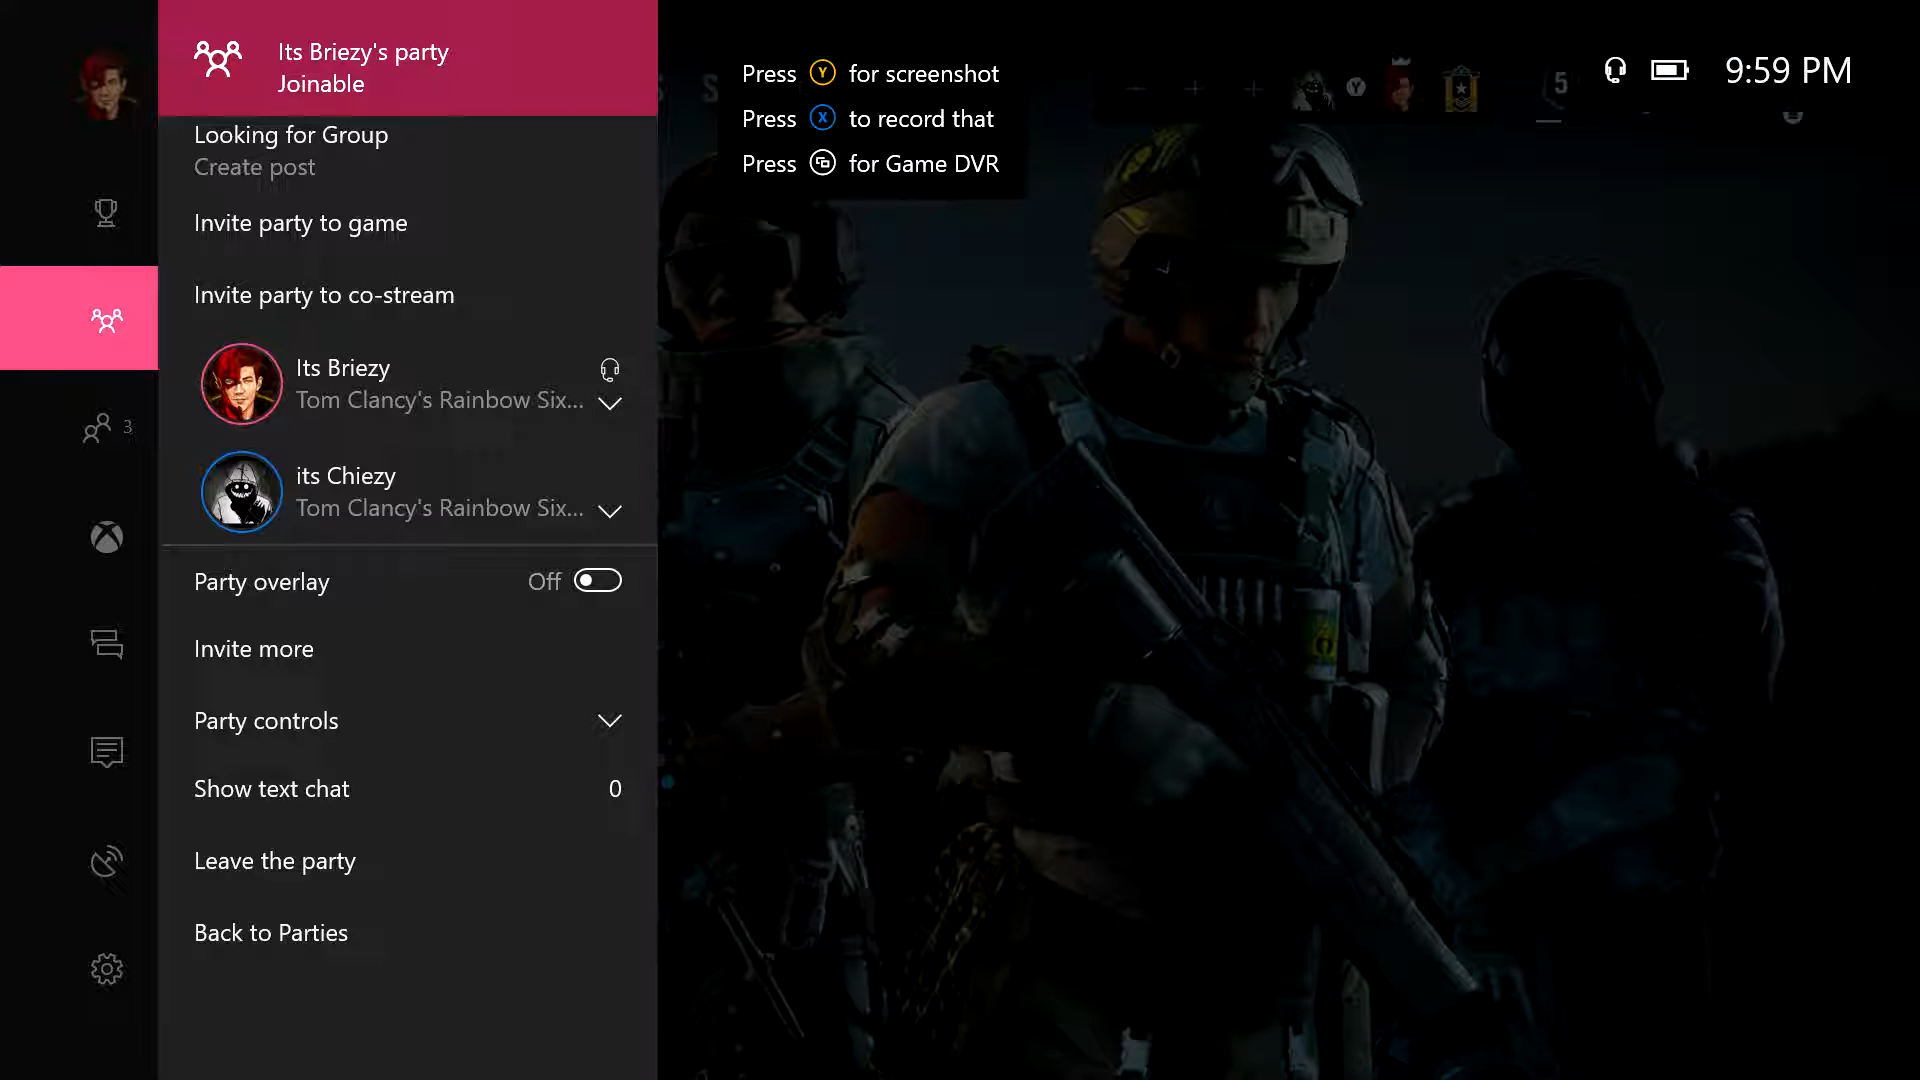 Its Briezy's party
Joinable
Looking for Group
Create post
Invite party to game
Invite party to co-stream
Its Briezy
Tom Clancy's Rainbow Six...
its Chiezy
Tom Clancy's Rainbow Six...
Party overlay Off
Invite more
Party controls
Show text chat 0
Leave the party
Back to Parties
3
Press Y for screenshot
Press X to record that
Press for Game DVR
S
Y
5
9:59 PM